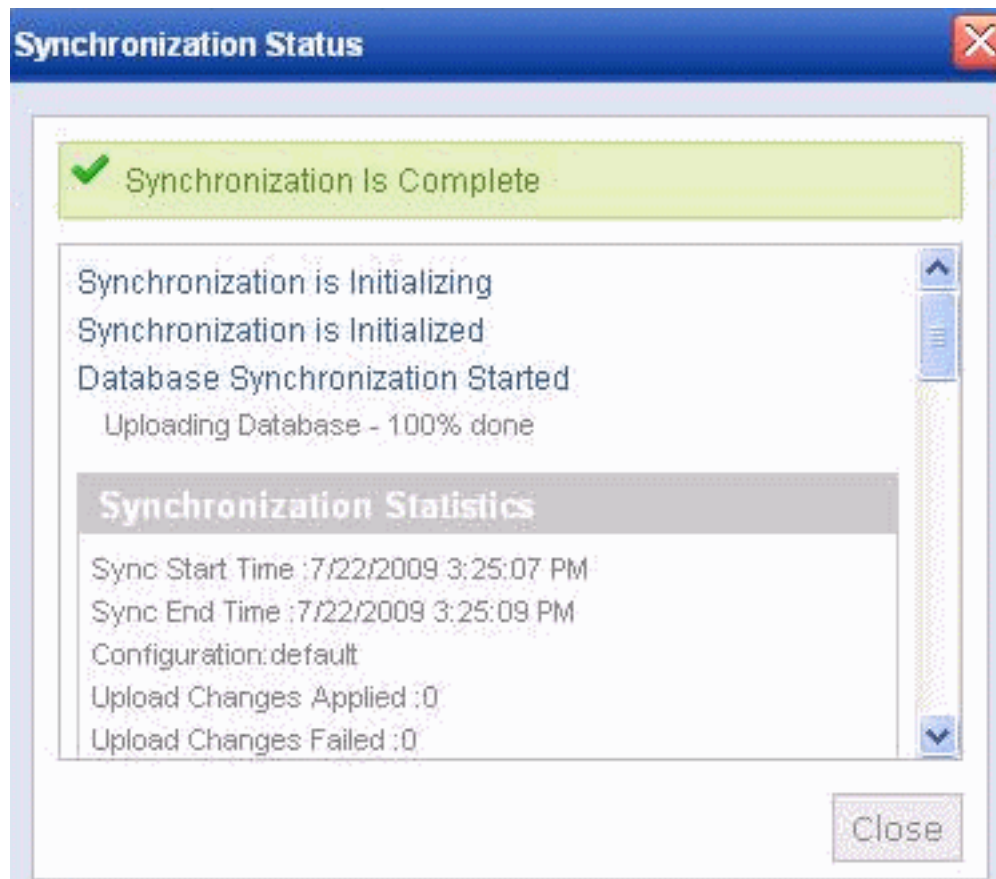 Synchronization Status
Synchronization Is Complete
Synchronization is Initializing
Synchronization is Initialized
Database Synchronization Started
Uploading Database - 100% done
Synchronization Statistics
Sync Start Time :7/22/2009 3:25:07 PM
Sync End Time :7/22/2009 3:25:09 PM
Configuration:default
Upload Changes Applied :0
Upload Changes Failed :0
Close